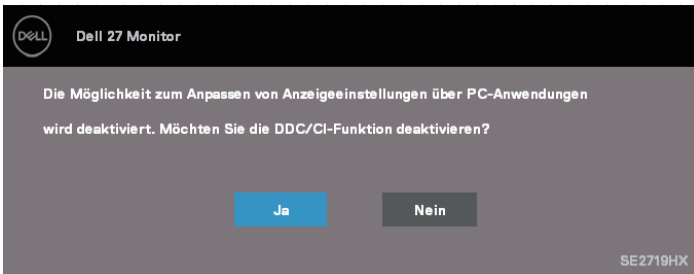 DELL
Dell 27 Monitor
Die Möglichkeit zum Anpassen von Anzeigeeinstellungen über PC-Anwendungen
wird deaktiviert. Möchten Sie die DDC/CI-Funktion deaktivieren?
Ja
Nein
SE2719HX